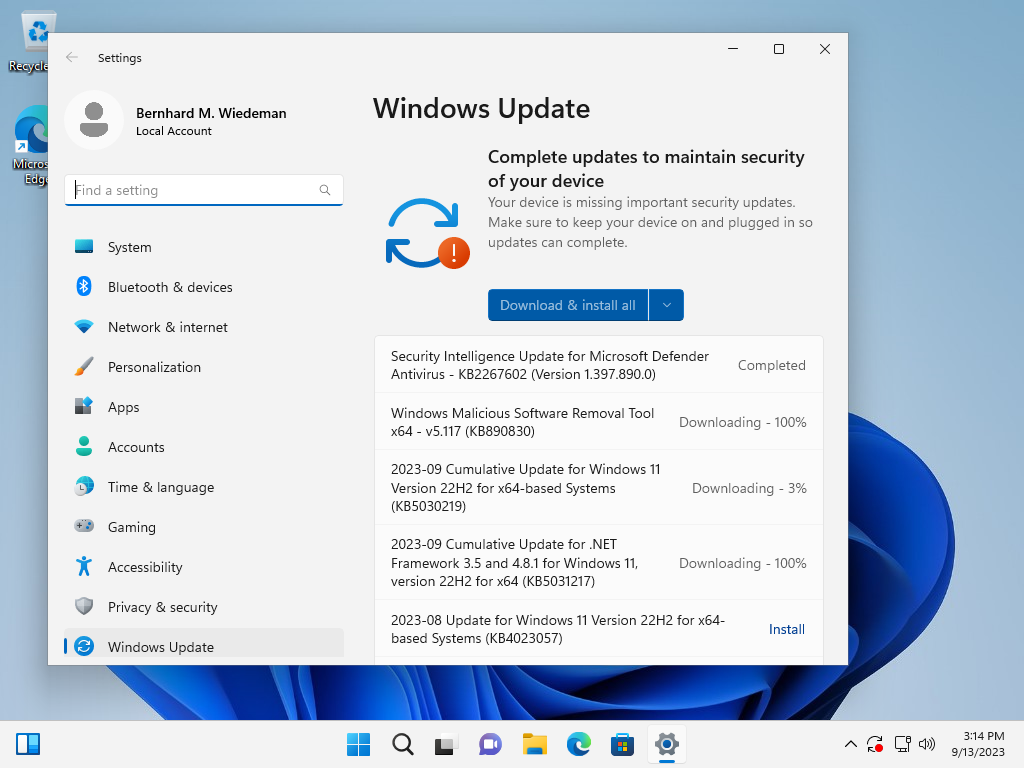 Recycle
Micros
Edge
Settings
Bernhard M. Wiedeman
Local Account
Find a setting
System
Bluetooth & devices
Network & internet
Personalization
Apps
Accounts
Time & language
Gaming
Accessibility
Privacy & security
Windows Update
Windows Update
Complete updates to maintain security
of your device
Your device is missing important security updates.
Make sure to keep your device on and plugged in so
updates can complete.
Download & install all
Security Intelligence Update for Microsoft Defender
Antivirus - KB2267602 (Version 1.397.890.0)
Completed
Windows Malicious Software Removal Tool
x64 - v5.117 (KB890830)
Downloading - 100%
2023-09 Cumulative Update for Windows 11
Version 22H2 for x64-based Systems
(KB5030219)
Downloading - 3%
2023-09 Cumulative Update for .NET
Framework 3.5 and 4.8.1 for Windows 11,
version 22H2 for x64 (KB5031217)
Downloading - 100%
2023-08 Update for Windows 11 Version 22H2 for x64-
based Systems (KB4023057)
Install
3:14 PM
9/13/2023